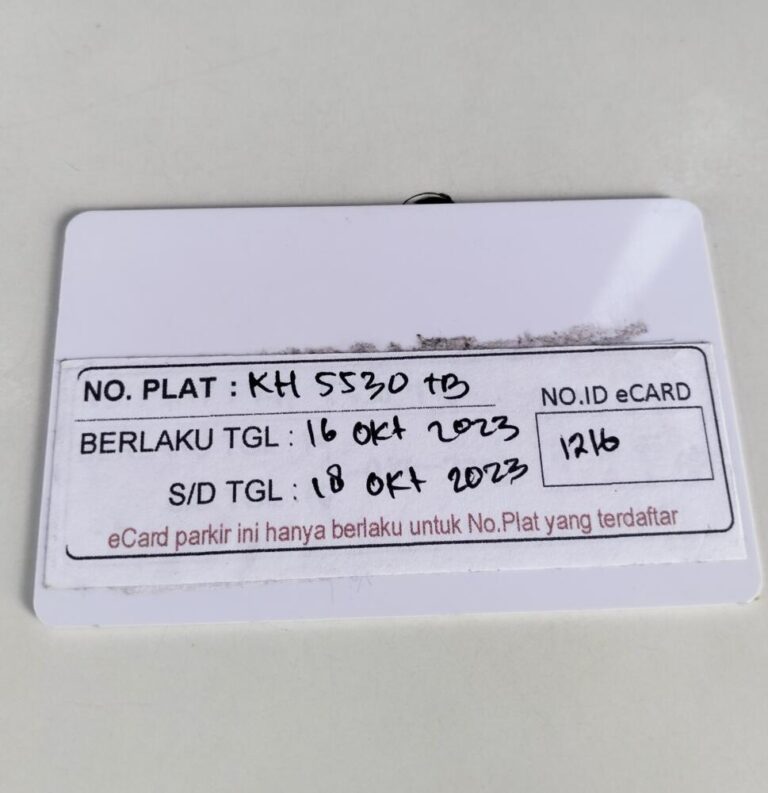 NO. PLAT : KH 5530 TB
BERLAKU TGL : 16 OKT 2023
S/D TGL : 18 OKT 2023
NO.ID eCARD
1216
eCard parkir ini hanya berlaku untuk No.Plat yang terdaftar